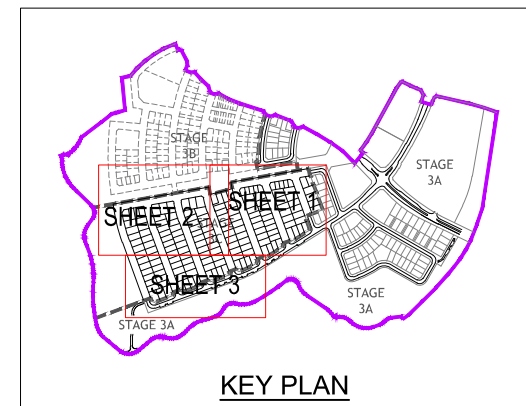 STAGE
3B
STAGE
3A
SHEET 2
SHEET 1
SHEET 3
STAGE
3A
STAGE 3A
KEY PLAN